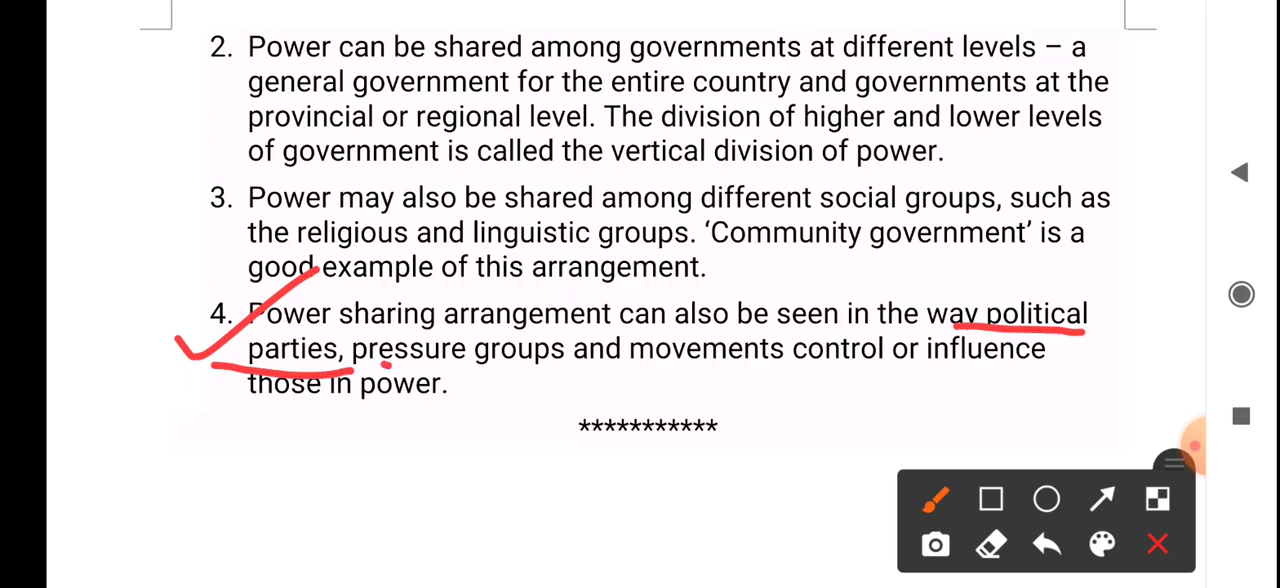 2. Power can be shared among governments at different levels – a
general government for the entire country and governments at the
provincial or regional level. The division of higher and lower levels
of government is called the vertical division of power.
3. Power may also be shared among different social groups, such as
the religious and linguistic groups. ‘Community government’ is a
good example of this arrangement.
4. Power sharing arrangement can also be seen in the way political
parties, pressure groups and movements control or influence
those in power.
***********